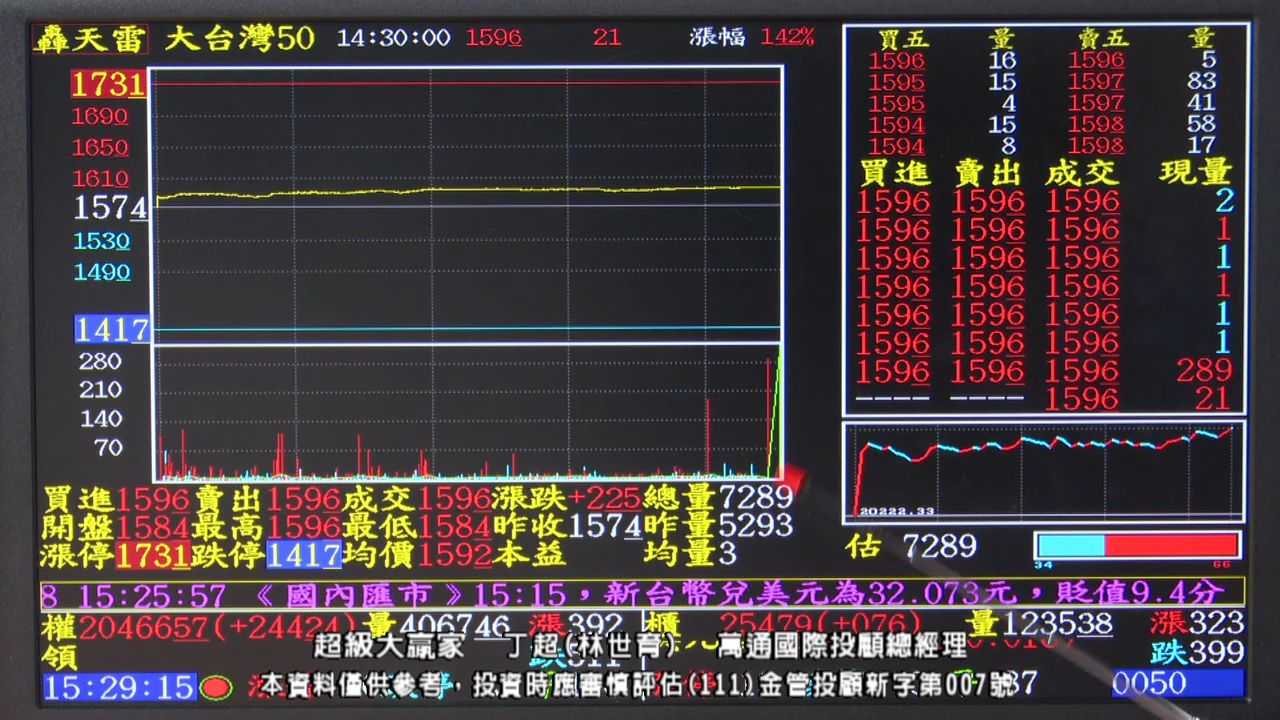 轟天雷 大台灣50 14:30:00 1596 21 漲幅 142%
買五 量 賣五 量
1596 16 1596 5
1595 15 1597 83
1595 4 1597 41
1594 15 1598 58
1594 8 1598 17
1731
1690
1650
1610
1574
1530
1490
1417
280
210
140
70
買進 賣出 成交 現量
1596 1596 1596 2
1596 1596 1596 1
1596 1596 1596 1
1596 1596 1596 1
1596 1596 1596 1
1596 1596 1596 1
1596 1596 1596 289
---- ---- 1596 21
20222.33
買進1596賣出1596成交1596漲跌+225總量7289
開盤1584最高1596最低1584昨收1574昨量5293
漲停1731跌停1417均價1592本益 均量3
估 7289
34 66
8 15:25:57 《國內匯市》15:15,新台幣兌美元為32.073元,貶值9.4分
權2046657(+24424)量406746 漲392 櫃 25479(+076) 量123538 漲323
領 跌399
超級大贏家 丁超(林世育) 萬通國際投顧總經理
15:29:15 0050
本資料僅供參考,投資時應審慎評估(111)金管投顧新字第007號